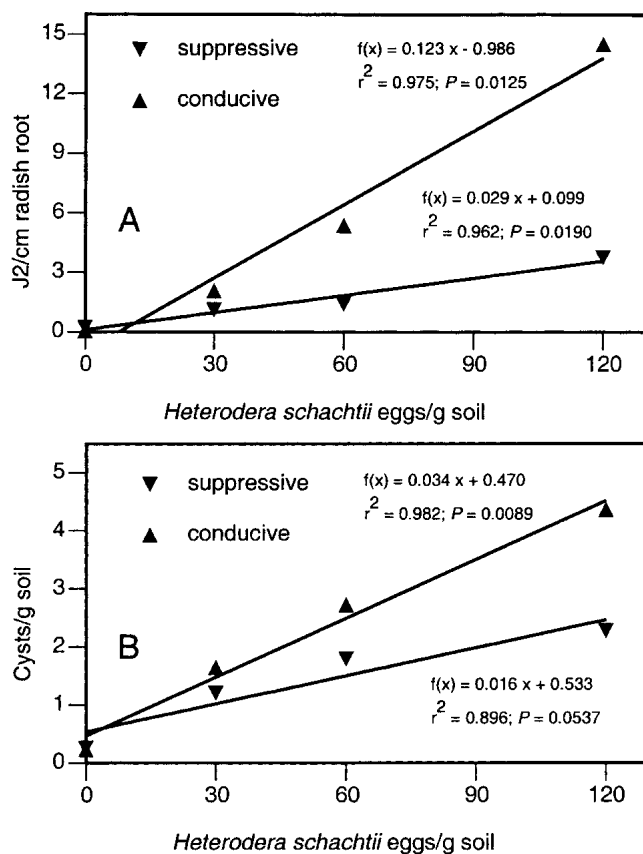 15
12
9
6
3
0
J2/cm radish root
suppressive
conducive
A
f(x) = 0.123 x - 0.986
r2 = 0.975; P = 0.0125
f(x) = 0.029 x + 0.099
r2 = 0.962; P = 0.0190
0 30 60 90 120
Heterodera schachtii eggs/g soil
5
4
3
2
1
0
Cysts/g soil
suppressive
conducive
B
f(x) = 0.034 x + 0.470
r2 = 0.982; P = 0.0089
f(x) = 0.016 x + 0.533
r2 = 0.896; P = 0.0537
0 30 60 90 120
Heterodera schachtii eggs/g soil